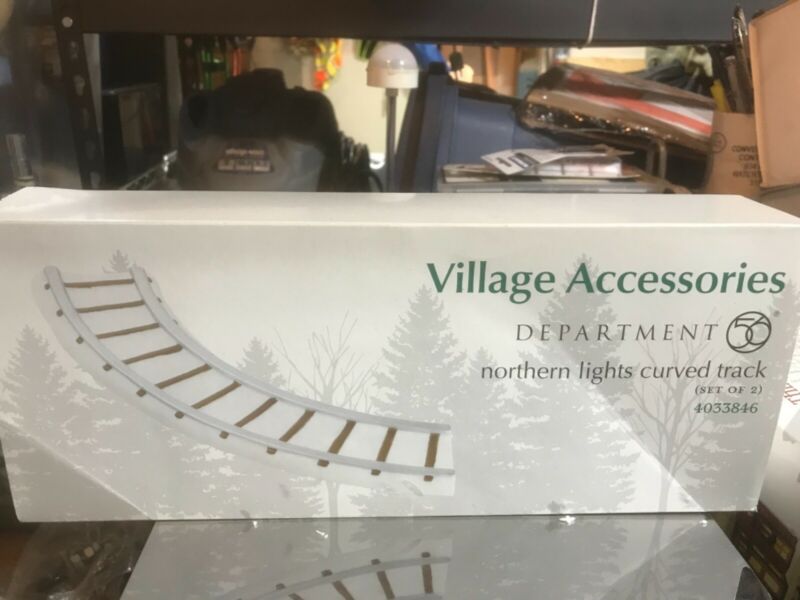 Village Accessories
DEPARTMENT 56
northern lights curved track
(SET OF 2)
4033846